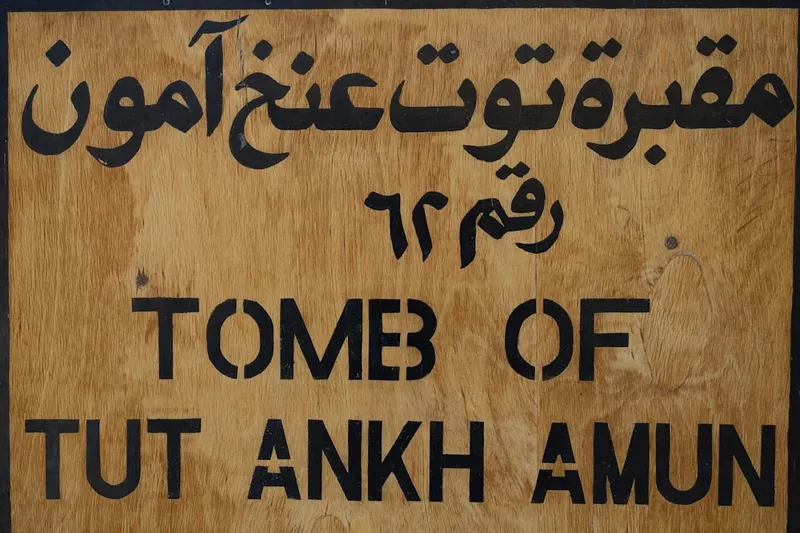 مقبرة توت عنخ آمون
رقم ٦٢
TOMB OF
TUT ANKH AMUN